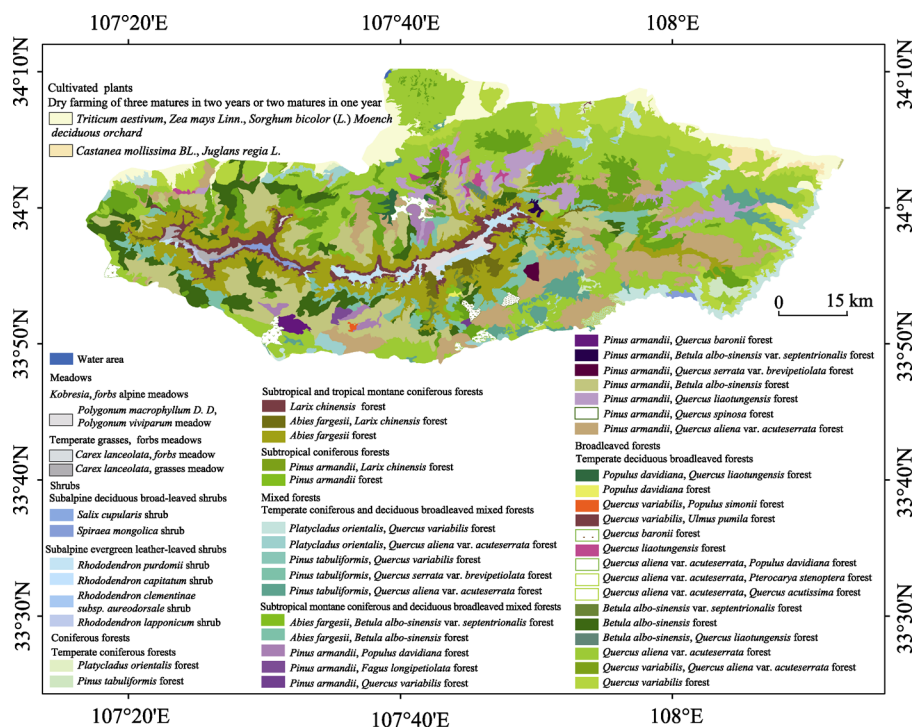 107°20'E 107°40'E 108°E
34°10'N 34°10'N
Cultivated plants
Dry farming of three matures in two years or two matures in one year
Triticum aestivum, Zea mays Linn., Sorghum bicolor (L.) Moench
deciduous orchard
Castanea mollissima BL., Juglans regia L.
34°N 34°N
0 15 km
33°50'N 33°50'N
Water area
Meadows
Kobresia, forbs alpine meadows
Polygonum macrophyllum D. D,
Polygonum viviparum meadow
Temperate grasses, forbs meadows
Carex lanceolata, forbs meadow
Carex lanceolata, grasses meadow
Shrubs
Subalpine deciduous broad-leaved shrubs
Salix cupularis shrub
Spiraea mongolica shrub
Subalpine evergreen leather-leaved shrubs
Rhododendron purdomii shrub
Rhododendron capitatum shrub
Rhododendron clementinae
subsp. aureodorsale shrub
Rhododendron lapponicum shrub
Coniferous forests
Temperate coniferous forests
Platycladus orientalis forest
Pinus tabuliformis forest
Subtropical and tropical montane coniferous forests
Larix chinensis forest
Abies fargesii, Larix chinensis forest
Abies fargesii forest
Subtropical coniferous forests
Pinus armandii, Larix chinensis forest
Pinus armandii forest
Mixed forests
Temperate coniferous and deciduous broadleaved mixed forests
Platycladus orientalis, Quercus variabilis forest
Platycladus orientalis, Quercus aliena var. acuteserrata forest
Pinus tabuliformis, Quercus variabilis forest
Pinus tabuliformis, Quercus serrata var. brevipetiolata forest
Pinus tabuliformis, Quercus aliena var. acuteserrata forest
Subtropical montane coniferous and deciduous broadleaved mixed forests
Abies fargesii, Betula albo-sinensis var. septentrionalis forest
Abies fargesii, Betula albo-sinensis forest
Pinus armandii, Populus davidiana forest
Pinus armandii, Fagus longipetiolata forest
Pinus armandii, Quercus variabilis forest
Pinus armandii, Quercus baronii forest
Pinus armandii, Betula albo-sinensis var. septentrionalis forest
Pinus armandii, Quercus serrata var. brevipetiolata forest
Pinus armandii, Betula albo-sinensis forest
Pinus armandii, Quercus liaotungensis forest
Pinus armandii, Quercus spinosa forest
Pinus armandii, Quercus aliena var. acuteserrata forest
Broadleaved forests
Temperate deciduous broadleaved forests
Populus davidiana, Quercus liaotungensis forest
Populus davidiana forest
Quercus variabilis, Populus simonii forest
Quercus variabilis, Ulmus pumila forest
Quercus baronii forest
Quercus liaotungensis forest
Quercus aliena var. acuteserrata, Populus davidiana forest
Quercus aliena var. acuteserrata, Pterocarya stenoptera forest
Quercus aliena var. acuteserrata, Quercus acutissima forest
Betula albo-sinensis var. septentrionalis forest
Betula albo-sinensis forest
Betula albo-sinensis, Quercus liaotungensis forest
Quercus aliena var. acuteserrata forest
Quercus variabilis, Quercus aliena var. acuteserrata forest
Quercus variabilis forest
33°40'N 33°40'N
33°30'N 33°30'N
107°20'E 107°40'E 108°E